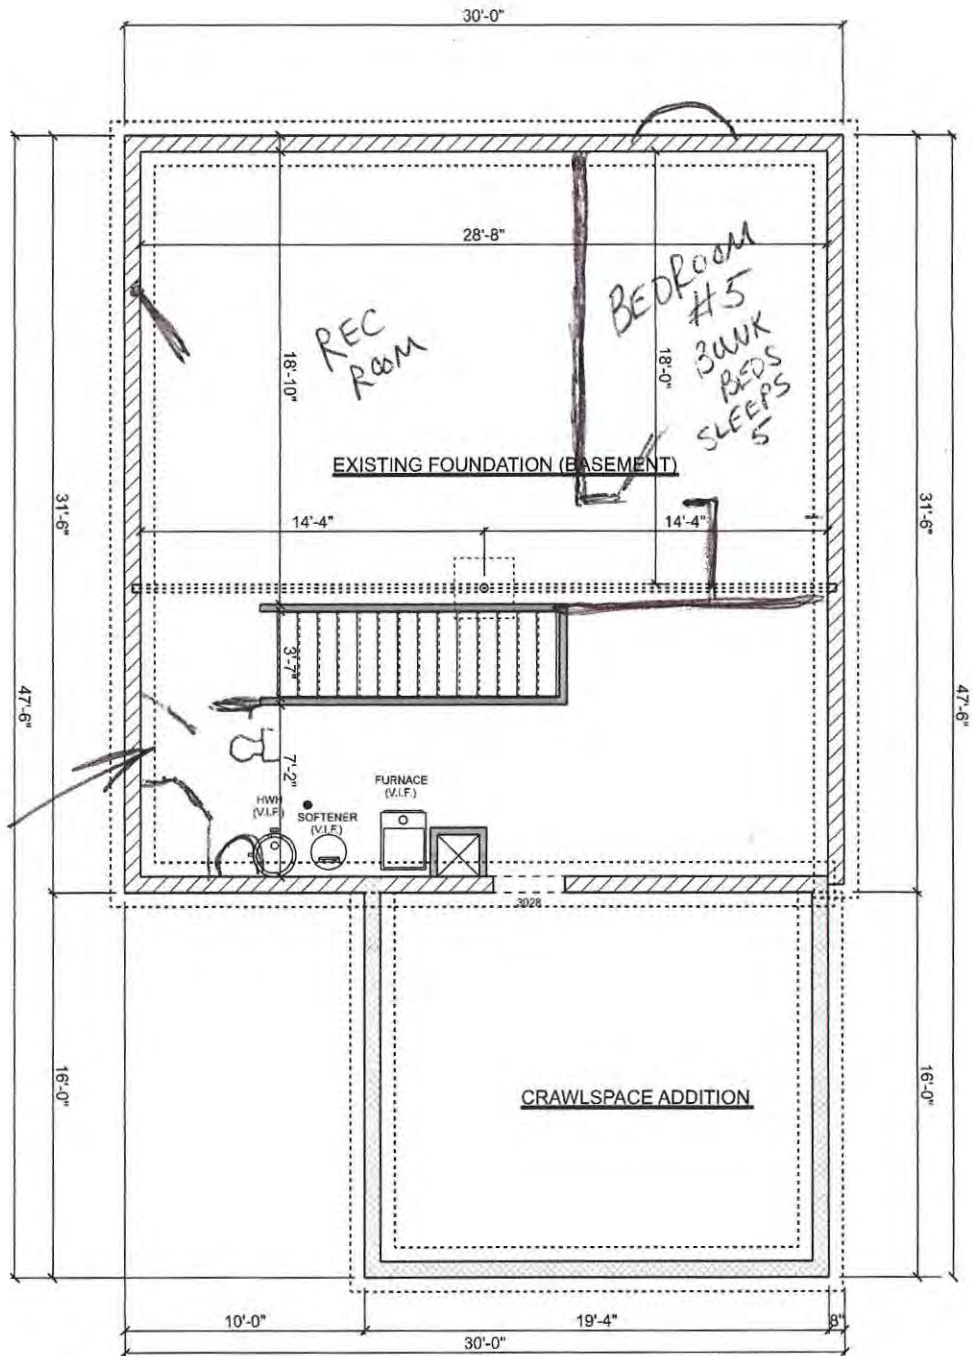 30'-0"
28'-8"
REC
ROOM
BEDROOM
#5
BUNK
BEDS
SLEEPS
5
18'-10"
18'-0"
EXISTING FOUNDATION (BASEMENT)
14'-4"
14'-4"
31'-6"
31'-6"
47'-6"
47'-6"
3'-7"
7'-2"
FURNACE
(V.I.F.)
HWH
(V.I.F.)
SOFTENER
(V.I.F.)
3028
CRAWLSPACE ADDITION
16'-0"
16'-0"
10'-0"
19'-4"
8"
30'-0"